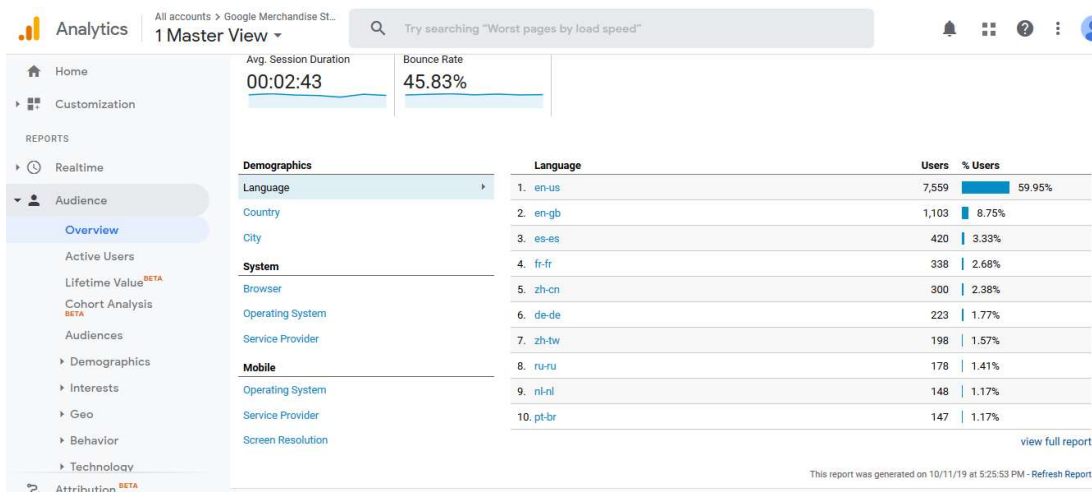 Analytics
All accounts > Google Merchandise St...
1 Master View
Try searching "Worst pages by load speed"
Home
Customization
REPORTS
Realtime
Audience
Overview
Active Users
Lifetime Value BETA
Cohort Analysis
BETA
Audiences
Demographics
Interests
Geo
Behavior
Technology
Attribution BETA
Avg. Session Duration
00:02:43
Bounce Rate
45.83%
Demographics
Language
Country
City
System
Browser
Operating System
Service Provider
Mobile
Operating System
Service Provider
Screen Resolution
Language Users % Users
1. en-us 7,559 59.95%
2. en-gb 1,103 8.75%
3. es-es 420 3.33%
4. fr-fr 338 2.68%
5. zh-cn 300 2.38%
6. de-de 223 1.77%
7. zh-tw 198 1.57%
8. ru-ru 178 1.41%
9. nl-nl 148 1.17%
10. pt-br 147 1.17%
view full report
This report was generated on 10/11/19 at 5:25:53 PM - Refresh Report